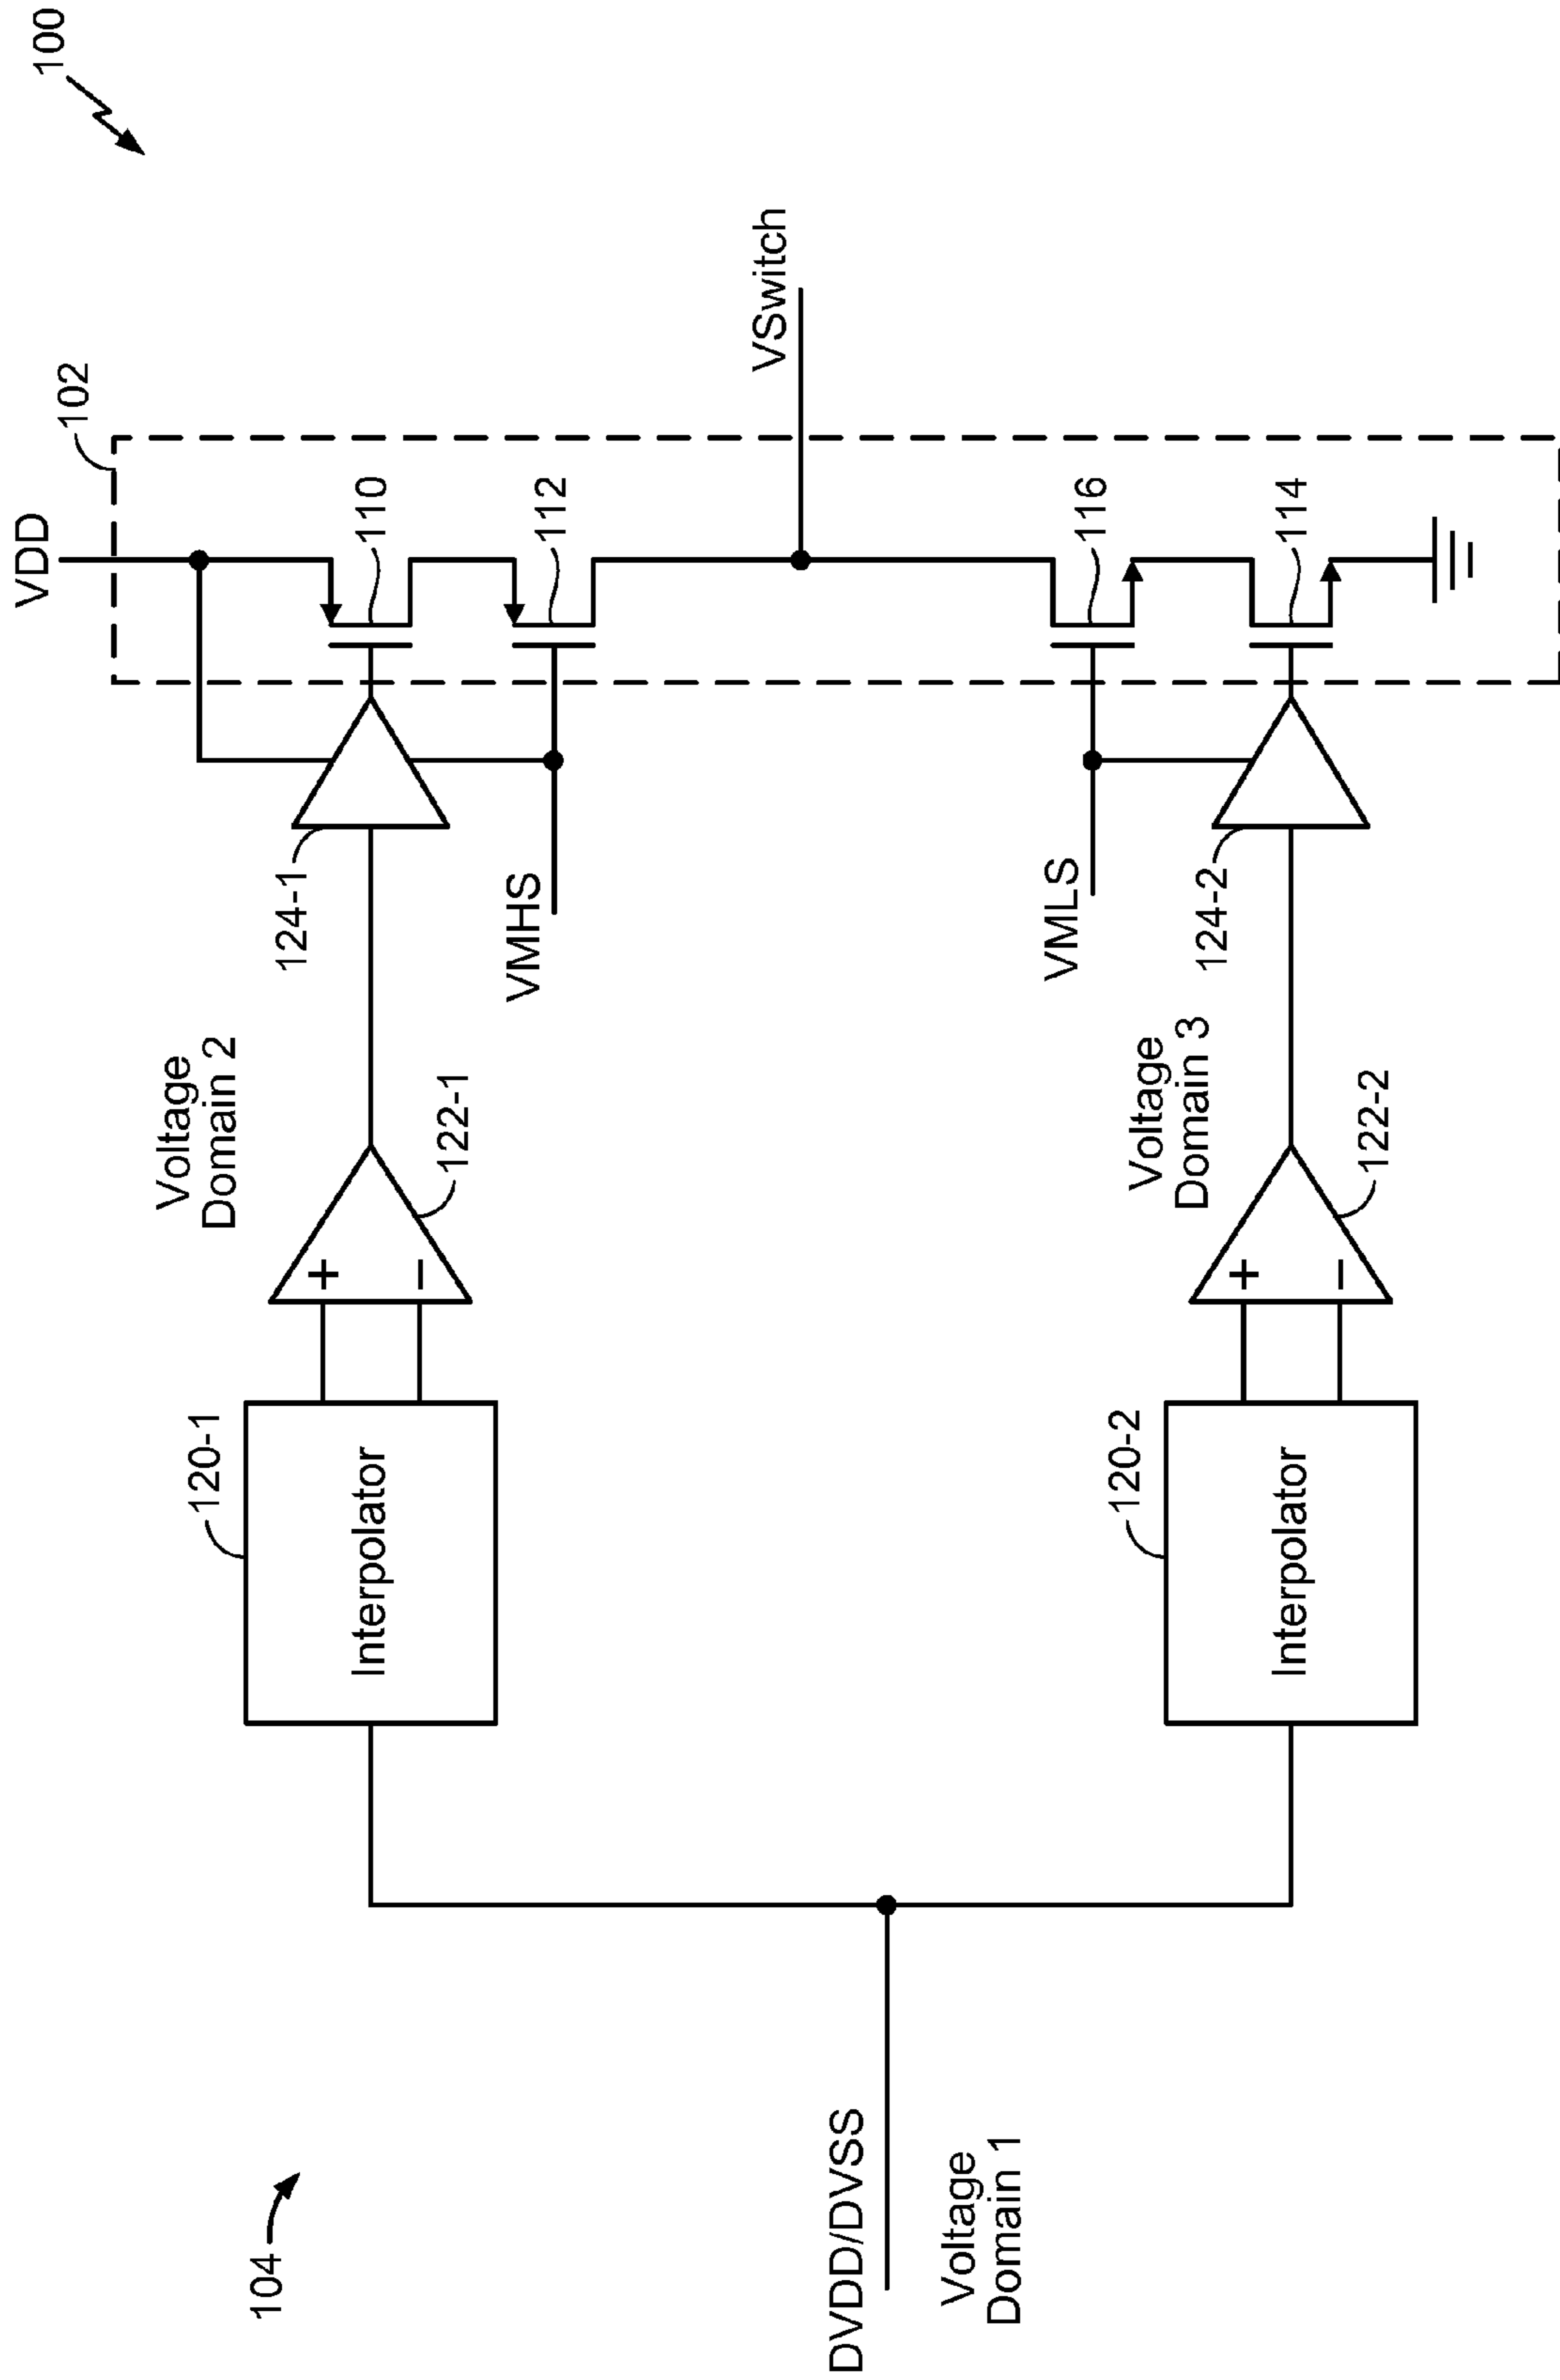 100
102
VDD
110
112
VSwitch
116
114
124-1
VMHS
VMLS
124-2
Voltage
Domain 2
122-1
Voltage
Domain 3
122-2
+
−
+
−
120-1
Interpolator
120-2
Interpolator
104
DVDD/DVSS
Voltage
Domain 1